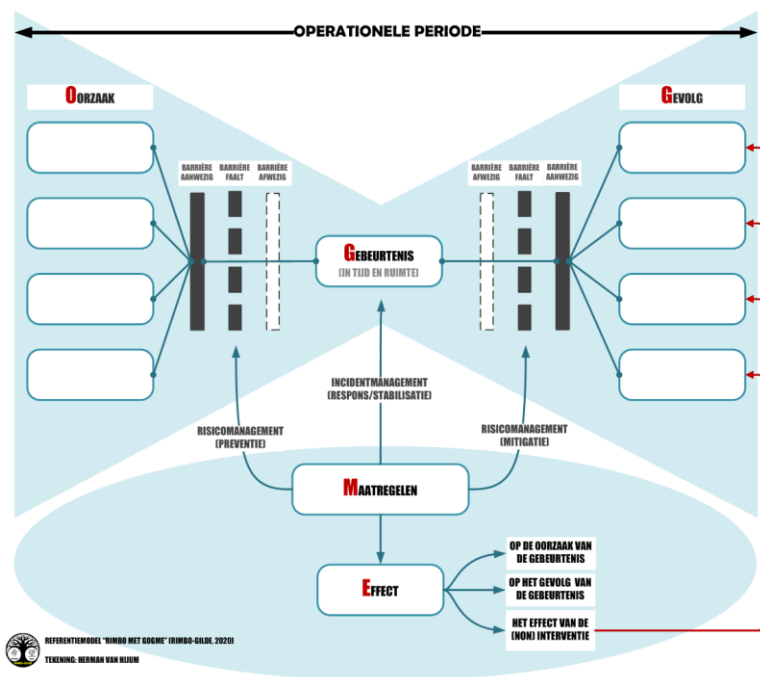 OPERATIONELE PERIODE
OORZAAK
GEVOLG
BARRIÈRE
AANWEZIG
BARRIÈRE
FAALT
BARRIÈRE
AFWEZIG
BARRIÈRE
AFWEZIG
BARRIÈRE
FAALT
BARRIÈRE
AANWEZIG
GEBEURTENIS
(IN TIJD EN RUIMTE)
INCIDENTMANAGEMENT
(RESPONS/STABILISATIE)
RISICOMANAGEMENT
(PREVENTIE)
RISICOMANAGEMENT
(MITIGATIE)
MAATREGELEN
EFFECT
OP DE OORZAAK VAN
DE GEBEURTENIS
OP HET GEVOLG VAN
DE GEBEURTENIS
HET EFFECT VAN DE
(NON) INTERVENTIE
REFERENTIEMODEL "RIMBO MET GOGME" (RIMBO-GILDE, 2020)
TEKENING: HERMAN VAN HIJUM